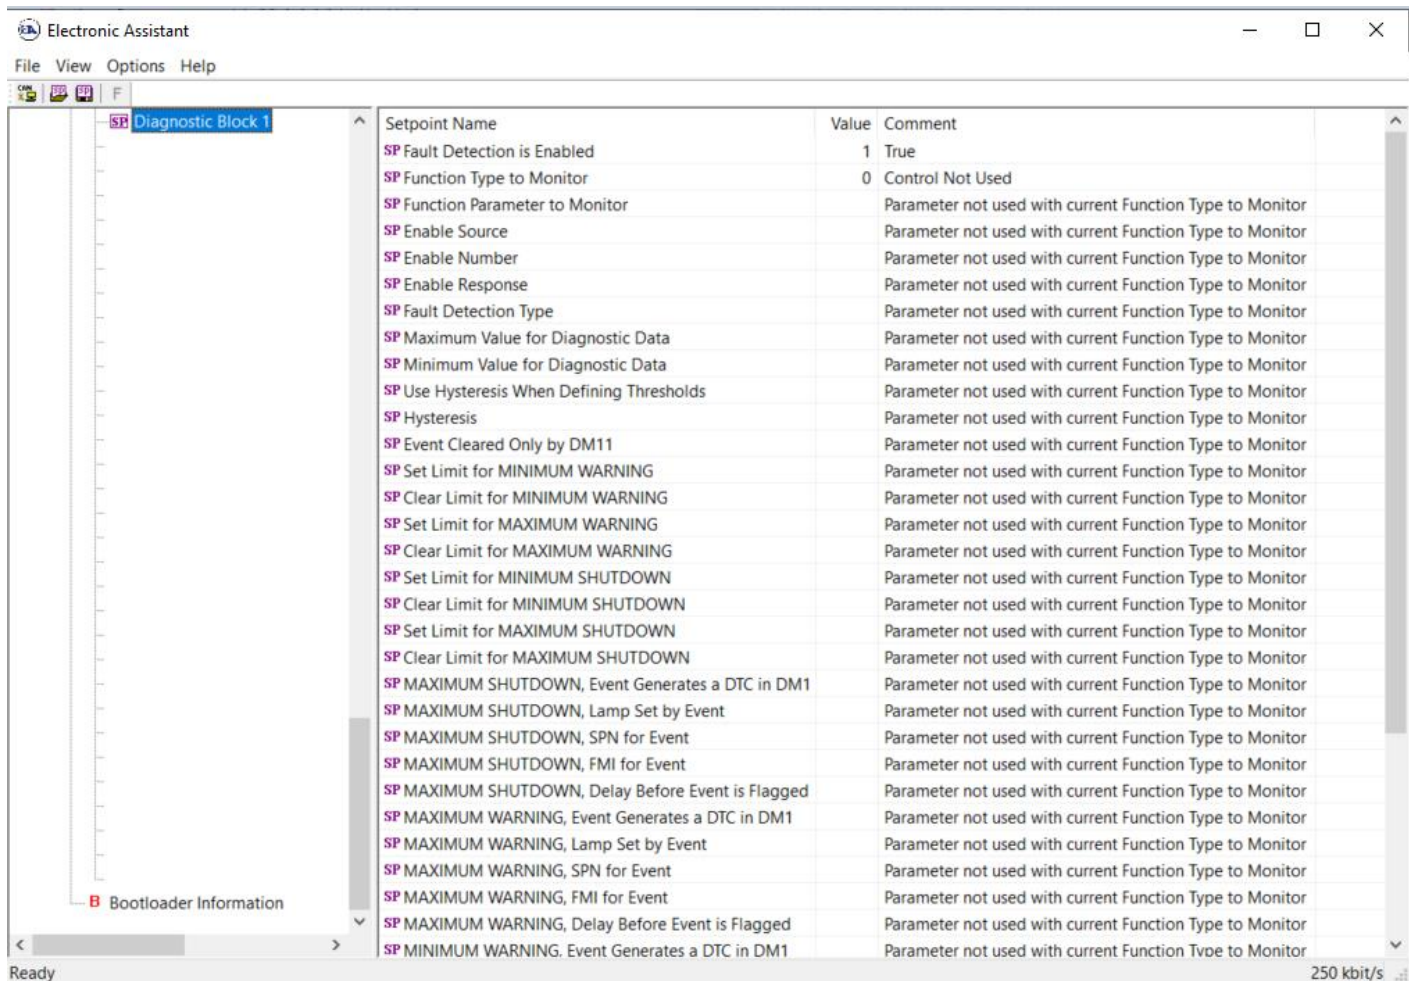 EA Electronic Assistant
File View Options Help
CAN SP SP F
SP Diagnostic Block 1
B Bootloader Information
Setpoint Name Value Comment
SP Fault Detection is Enabled 1 True
SP Function Type to Monitor 0 Control Not Used
SP Function Parameter to Monitor Parameter not used with current Function Type to Monitor
SP Enable Source Parameter not used with current Function Type to Monitor
SP Enable Number Parameter not used with current Function Type to Monitor
SP Enable Response Parameter not used with current Function Type to Monitor
SP Fault Detection Type Parameter not used with current Function Type to Monitor
SP Maximum Value for Diagnostic Data Parameter not used with current Function Type to Monitor
SP Minimum Value for Diagnostic Data Parameter not used with current Function Type to Monitor
SP Use Hysteresis When Defining Thresholds Parameter not used with current Function Type to Monitor
SP Hysteresis Parameter not used with current Function Type to Monitor
SP Event Cleared Only by DM11 Parameter not used with current Function Type to Monitor
SP Set Limit for MINIMUM WARNING Parameter not used with current Function Type to Monitor
SP Clear Limit for MINIMUM WARNING Parameter not used with current Function Type to Monitor
SP Set Limit for MAXIMUM WARNING Parameter not used with current Function Type to Monitor
SP Clear Limit for MAXIMUM WARNING Parameter not used with current Function Type to Monitor
SP Set Limit for MINIMUM SHUTDOWN Parameter not used with current Function Type to Monitor
SP Clear Limit for MINIMUM SHUTDOWN Parameter not used with current Function Type to Monitor
SP Set Limit for MAXIMUM SHUTDOWN Parameter not used with current Function Type to Monitor
SP Clear Limit for MAXIMUM SHUTDOWN Parameter not used with current Function Type to Monitor
SP MAXIMUM SHUTDOWN, Event Generates a DTC in DM1 Parameter not used with current Function Type to Monitor
SP MAXIMUM SHUTDOWN, Lamp Set by Event Parameter not used with current Function Type to Monitor
SP MAXIMUM SHUTDOWN, SPN for Event Parameter not used with current Function Type to Monitor
SP MAXIMUM SHUTDOWN, FMI for Event Parameter not used with current Function Type to Monitor
SP MAXIMUM SHUTDOWN, Delay Before Event is Flagged Parameter not used with current Function Type to Monitor
SP MAXIMUM WARNING, Event Generates a DTC in DM1 Parameter not used with current Function Type to Monitor
SP MAXIMUM WARNING, Lamp Set by Event Parameter not used with current Function Type to Monitor
SP MAXIMUM WARNING, SPN for Event Parameter not used with current Function Type to Monitor
SP MAXIMUM WARNING, FMI for Event Parameter not used with current Function Type to Monitor
SP MAXIMUM WARNING, Delay Before Event is Flagged Parameter not used with current Function Type to Monitor
SP MINIMUM WARNING, Event Generates a DTC in DM1 Parameter not used with current Function Type to Monitor
Ready 250 kbit/s